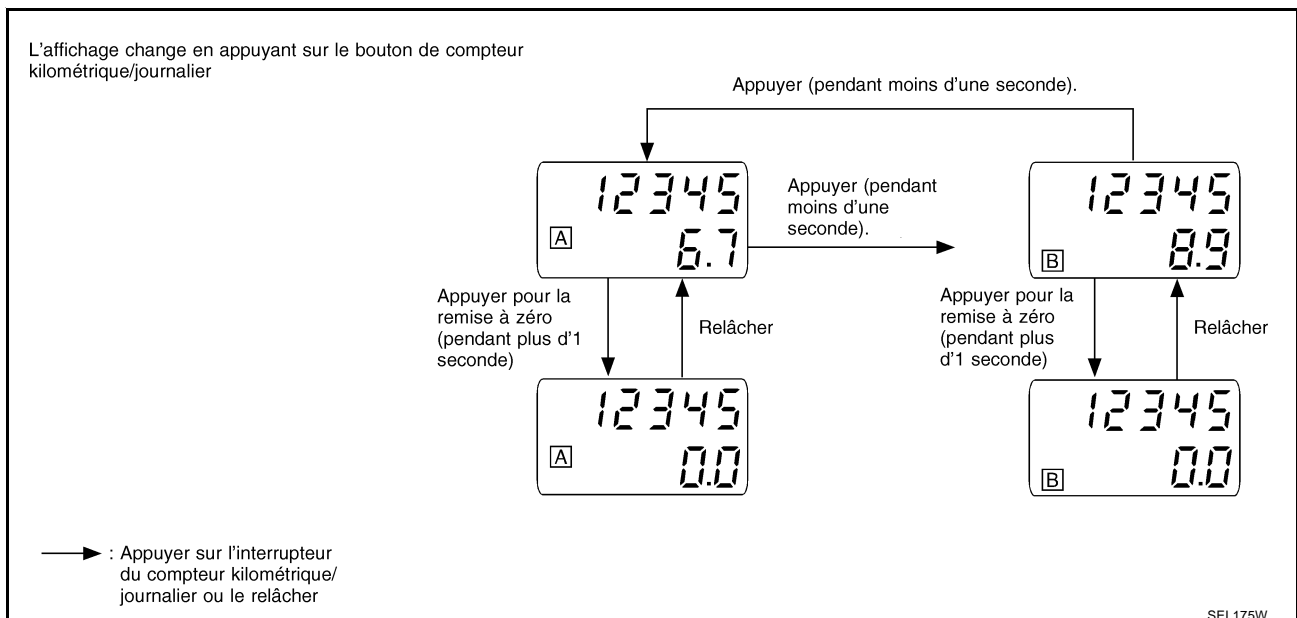 L'affichage change en appuyant sur le bouton de compteur
kilométrique/journalier
Appuyer (pendant moins d'une seconde).
12345
A
6.7
Appuyer (pendant
moins d'une
seconde).
12345
B
8.9
Appuyer pour la
remise à zéro
(pendant plus d'1
seconde)
Relâcher
Appuyer pour la
remise à zéro
(pendant plus
d'1 seconde)
Relâcher
12345
A
0.0
12345
B
0.0
: Appuyer sur l'interrupteur
du compteur kilométrique/
journalier ou le relâcher
SEL175W